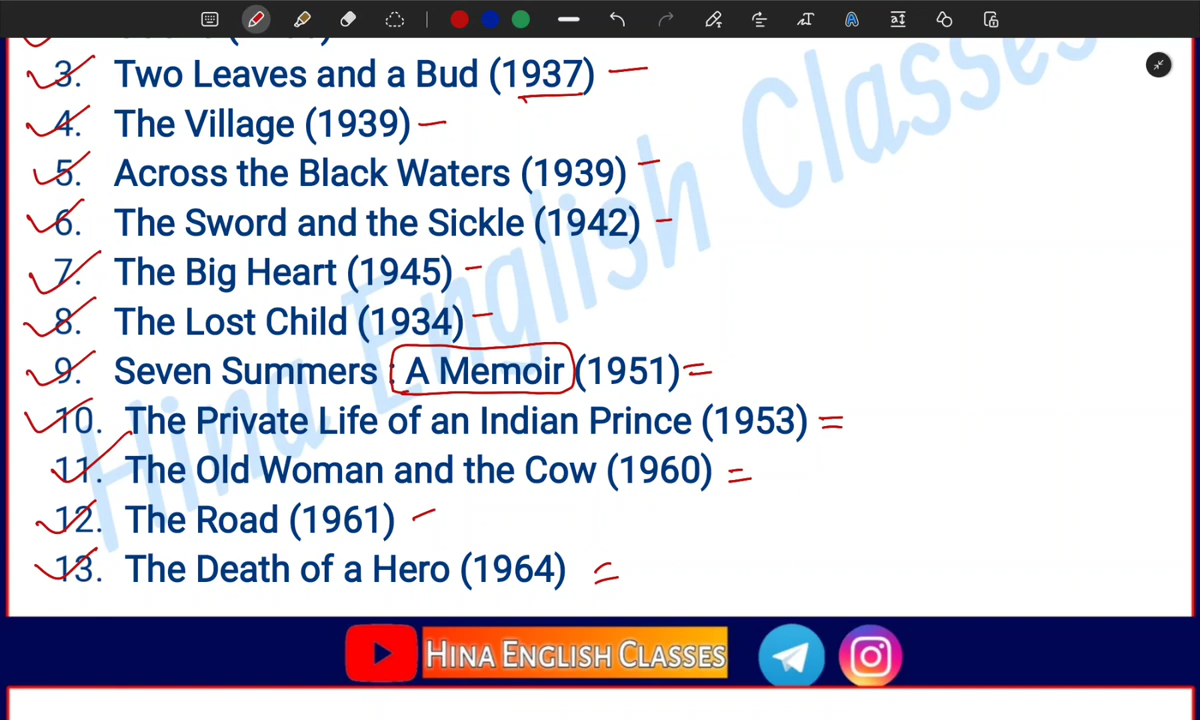 3. Two Leaves and a Bud (1937)
4. The Village (1939)
5. Across the Black Waters (1939)
6. The Sword and the Sickle (1942)
7. The Big Heart (1945)
8. The Lost Child (1934)
9. Seven Summers : A Memoir (1951)
10. The Private Life of an Indian Prince (1953)
11. The Old Woman and the Cow (1960)
12. The Road (1961)
13. The Death of a Hero (1964)
Hina English Classes
HINA ENGLISH CLASSES